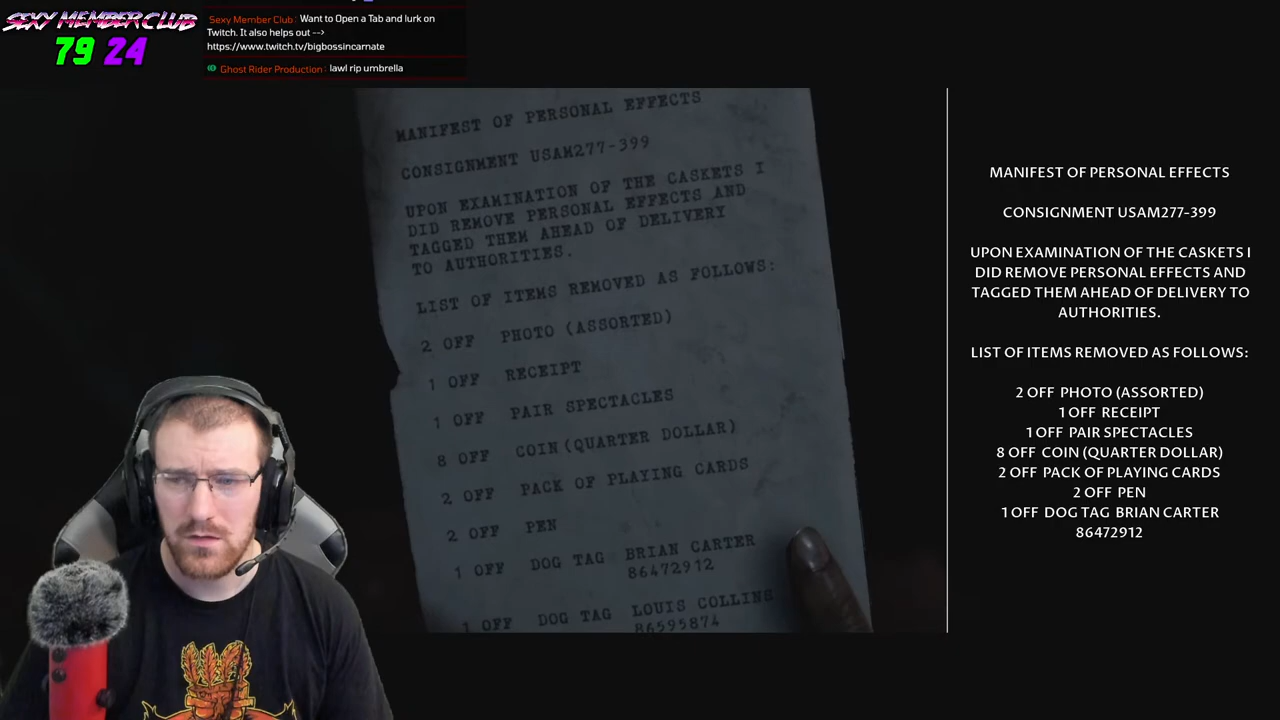 SEXY MEMBER CLUB
79 24
Sexy Member Club: Want to Open a Tab and lurk on
Twitch. It also helps out -->
https://www.twitch.tv/bigbossincarnate
Ghost Rider Production: lawl rip umbrella
MANIFEST OF PERSONAL EFFECTS
CONSIGNMENT USAM277-399
UPON EXAMINATION OF THE CASKETS I
DID REMOVE PERSONAL EFFECTS AND
TAGGED THEM AHEAD OF DELIVERY
TO AUTHORITIES.
LIST OF ITEMS REMOVED AS FOLLOWS:
2 OFF PHOTO (ASSORTED)
1 OFF RECEIPT
1 OFF PAIR SPECTACLES
8 OFF COIN (QUARTER DOLLAR)
2 OFF PACK OF PLAYING CARDS
2 OFF PEN
1 OFF DOG TAG BRIAN CARTER
86472912
1 OFF DOG TAG LOUIS COLLINS
86595874
MANIFEST OF PERSONAL EFFECTS
CONSIGNMENT USAM277-399
UPON EXAMINATION OF THE CASKETS I
DID REMOVE PERSONAL EFFECTS AND
TAGGED THEM AHEAD OF DELIVERY TO
AUTHORITIES.
LIST OF ITEMS REMOVED AS FOLLOWS:
2 OFF PHOTO (ASSORTED)
1 OFF RECEIPT
1 OFF PAIR SPECTACLES
8 OFF COIN (QUARTER DOLLAR)
2 OFF PACK OF PLAYING CARDS
2 OFF PEN
1 OFF DOG TAG BRIAN CARTER
86472912